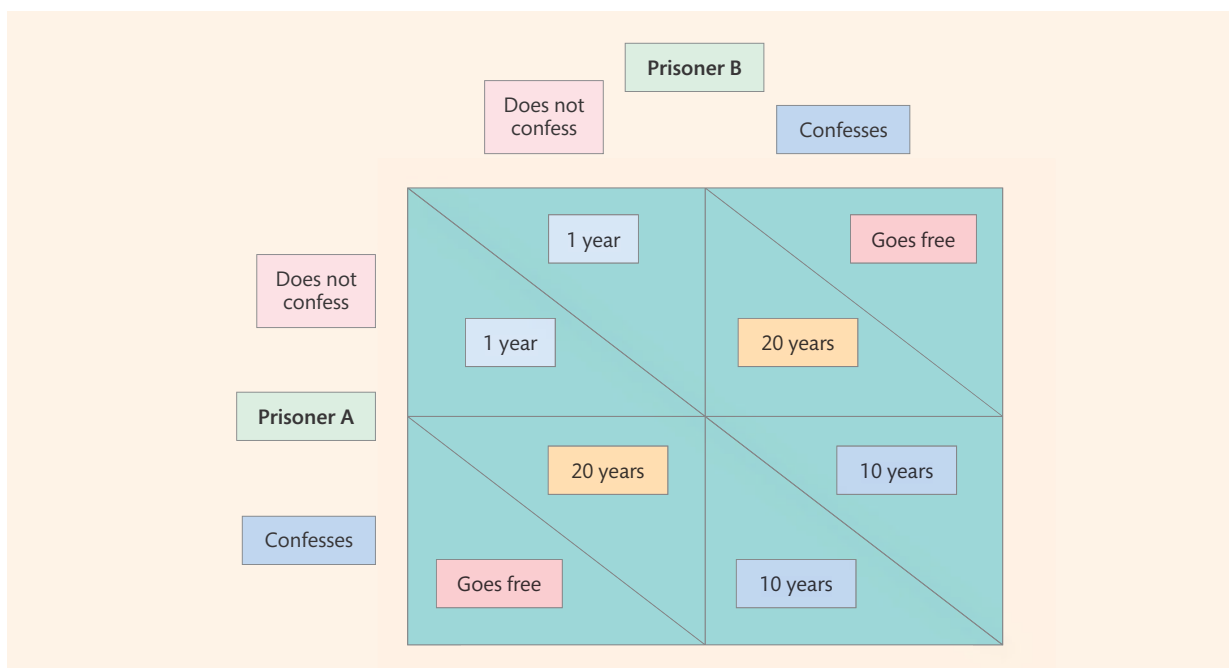 Prisoner B
Does not
confess
Confesses
1 year
Goes free
Does not
confess
1 year
20 years
Prisoner A
20 years
10 years
Confesses
Goes free
10 years